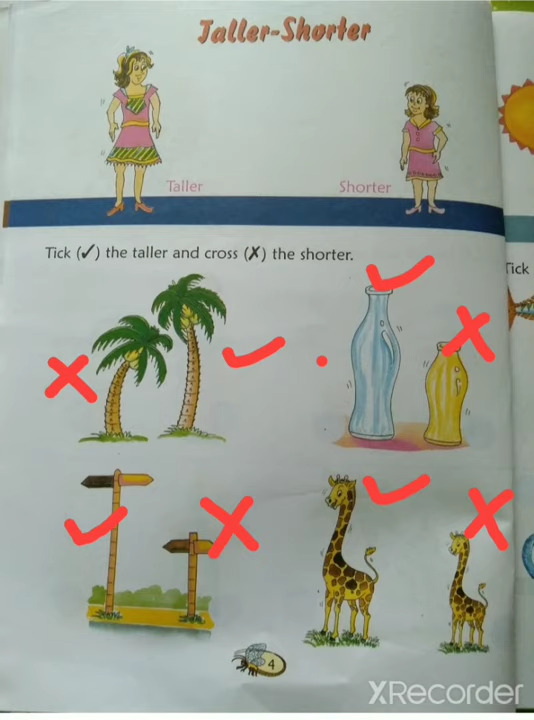 Taller-Shorter
Taller
Shorter
Tick (✓) the taller and cross (✗) the shorter.
Tick
4
XRecorder